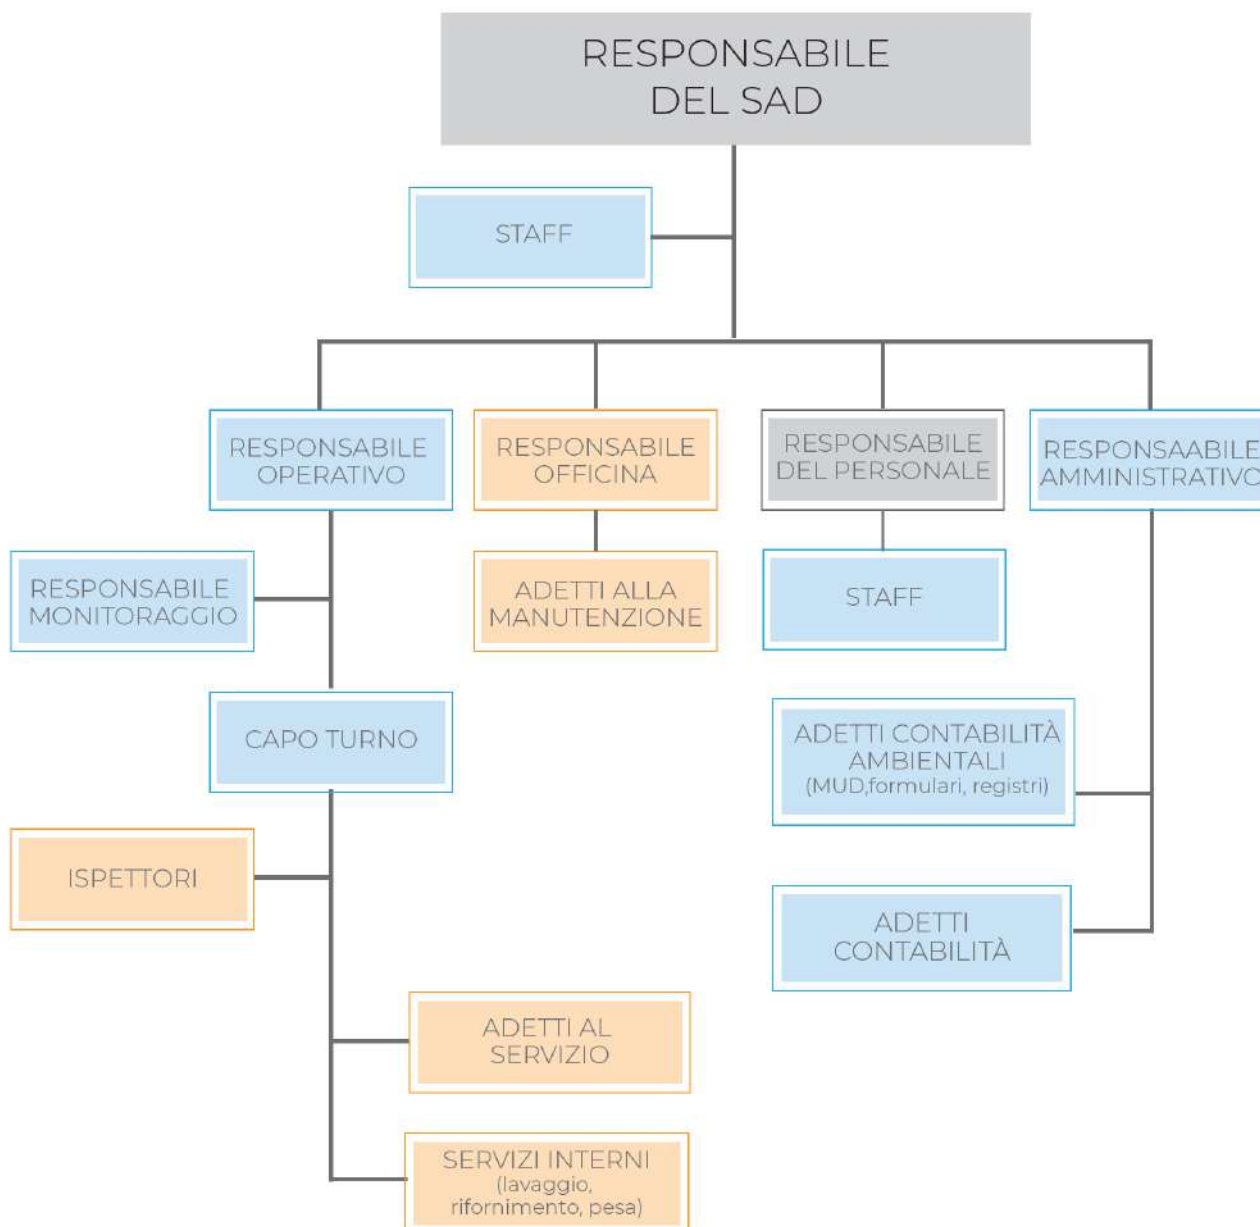 RESPONSABILE
DEL SAD
STAFF
RESPONSABILE
OPERATIVO
RESPONSABILE
OFFICINA
RESPONSABILE
DEL PERSONALE
RESPONSAABILE
AMMINISTRATIVO
RESPONSABILE
MONITORAGGIO
ADETTI ALLA
MANUTENZIONE
STAFF
CAPO TURNO
ADETTI CONTABILITÀ
AMBIENTALI
(MUD,formulari, registri)
ISPETTORI
ADETTI
CONTABILITÀ
ADETTI AL
SERVIZIO
SERVIZI INTERNI
(lavaggio,
rifornimento, pesa)